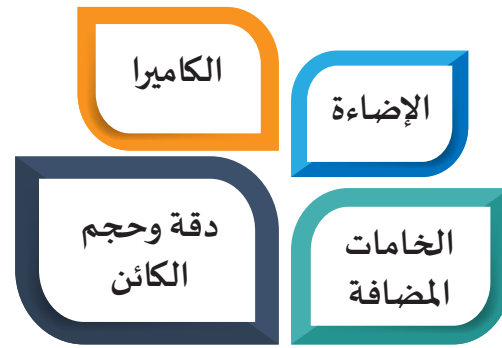 الإضاءة
الكاميرا
الخامات
المضافة
دقة وحجم
الكائن